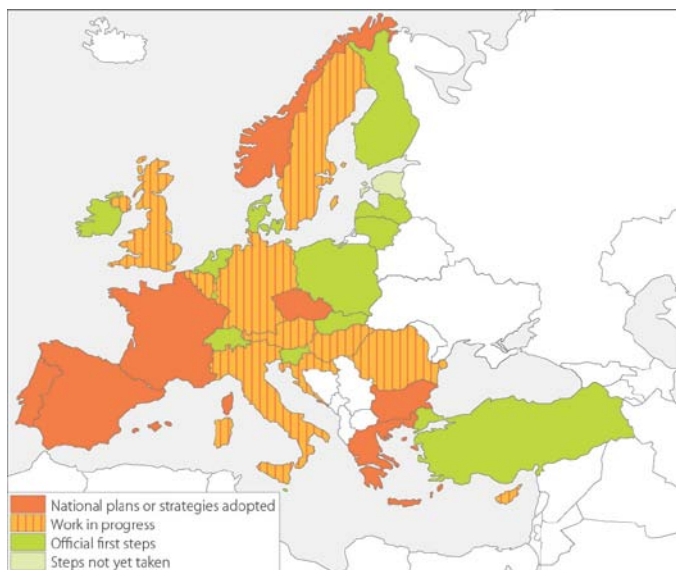 National plans or strategies adopted
Work in progress
Official first steps
Steps not yet taken